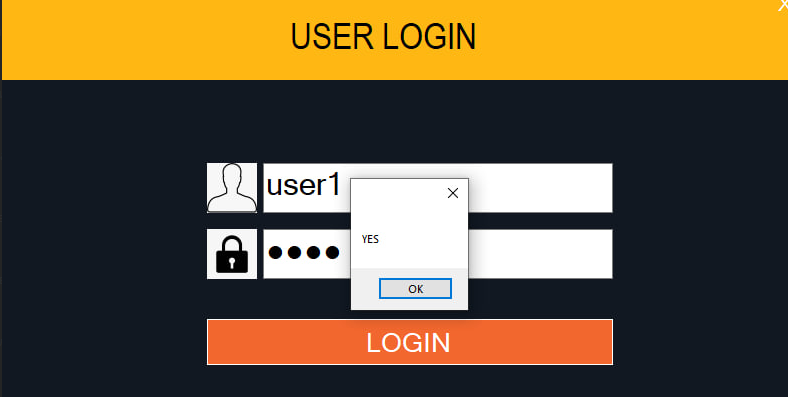 USER LOGIN
user1
YES
●●●●
OK
LOGIN